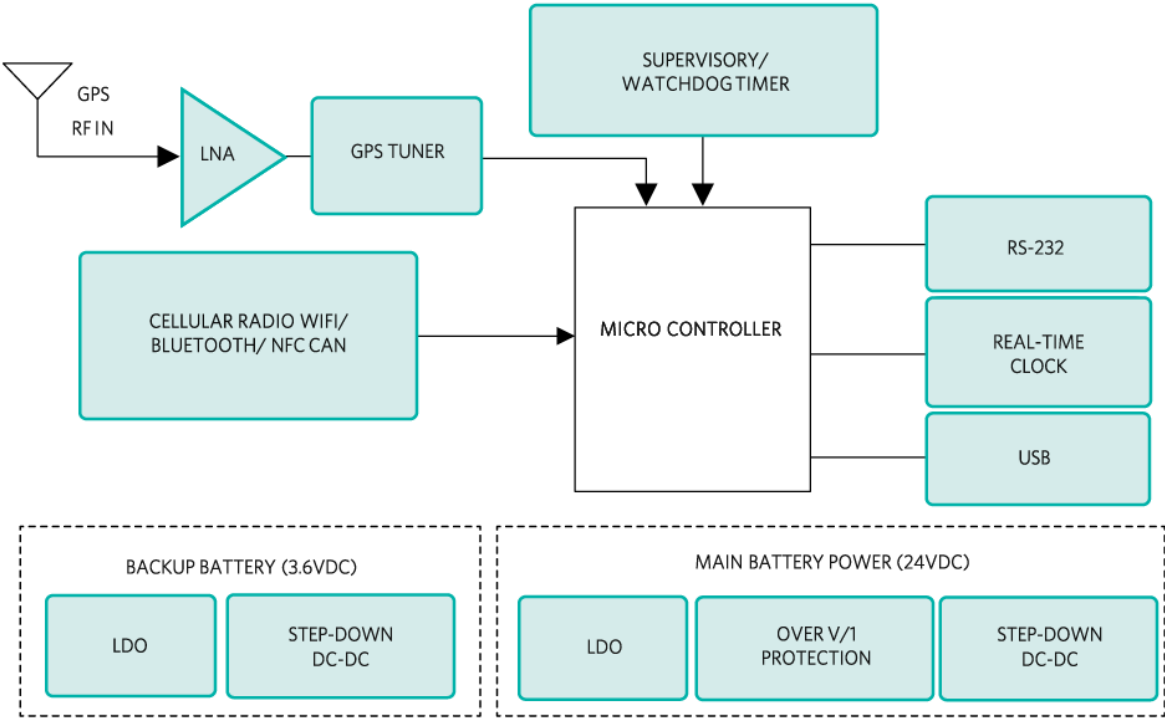 GPS
RF IN
LNA
GPS TUNER
SUPERVISORY/
WATCHDOG TIMER
CELLULAR RADIO WIFI/
BLUETOOTH/ NFC CAN
MICRO CONTROLLER
RS-232
REAL-TIME
CLOCK
USB
BACKUP BATTERY (3.6VDC)
LDO
STEP-DOWN
DC-DC
MAIN BATTERY POWER (24VDC)
LDO
OVER V/1
PROTECTION
STEP-DOWN
DC-DC